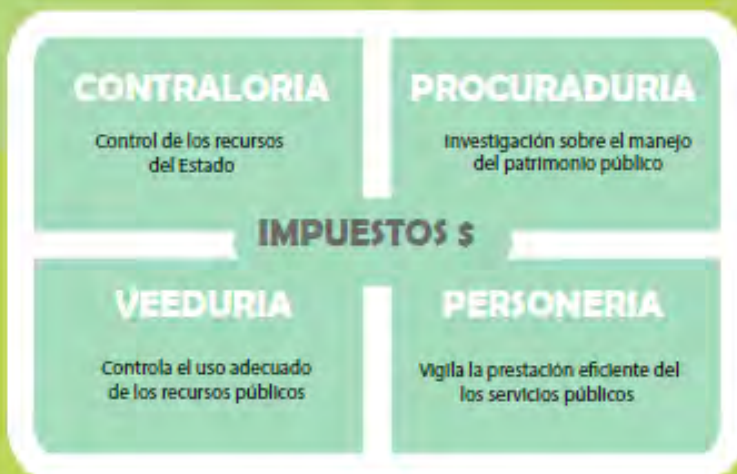 CONTRALORIA
Control de los recursos
del Estado
PROCURADURIA
Investigación sobre el manejo
del patrimonio público
IMPUESTOS $
VEEDURIA
Controla el uso adecuado
de los recursos públicos
PERSONERIA
Vigila la prestación eficiente del
los servicios públicos